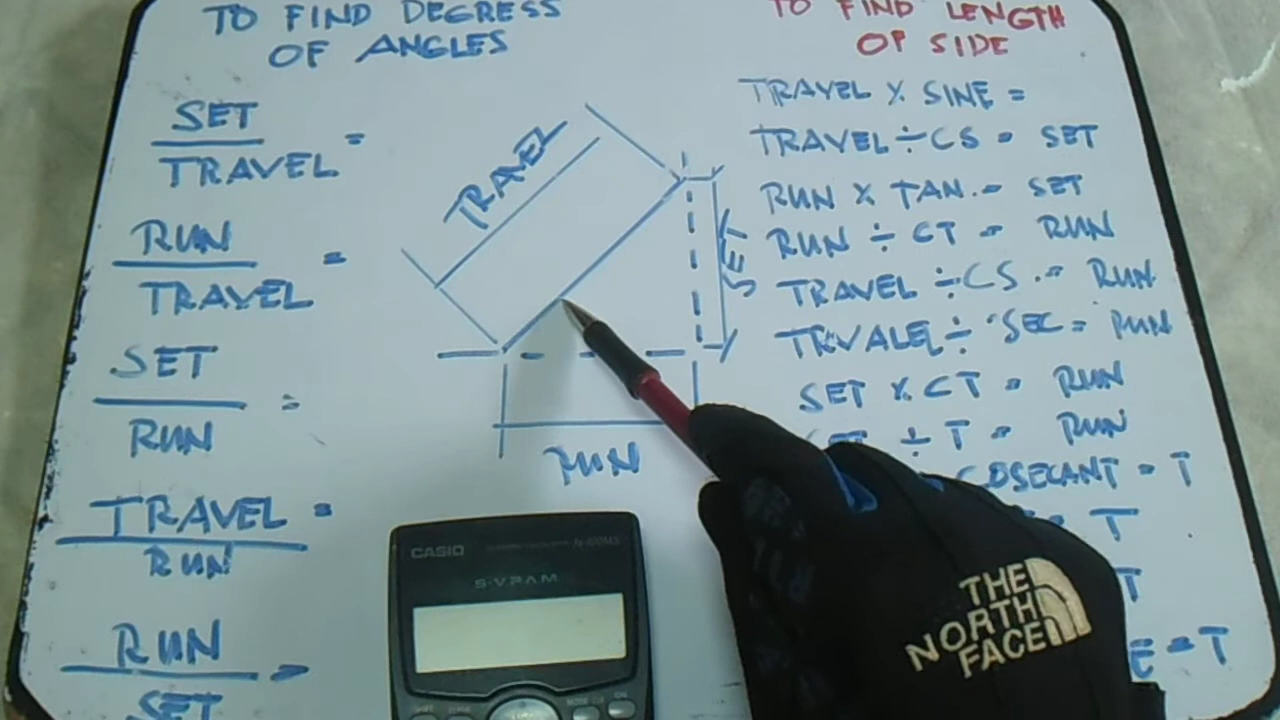 TO FIND DEGRESS
OF ANGLES
SET
TRAVEL =
RUN
TRAVEL =
SET
RUN =
TRAVEL
RUN =
RUN
SET =
TRAVEL
SET
RUN
TO FIND LENGTH
OP SIDE
TRAVEL X SINE =
TRAVEL ÷ CS = SET
RUN X TAN. = SET
RUN ÷ CT = RUN
TRAVEL ÷ CS .= RUN
TRVALEL ÷ SEC = RUN
SET X CT = RUN
SET ÷ T = RUN
COSECANT = T
= T
T
E = T
CASIO
S-V.P.A.M.
THE
NORTH
FACE